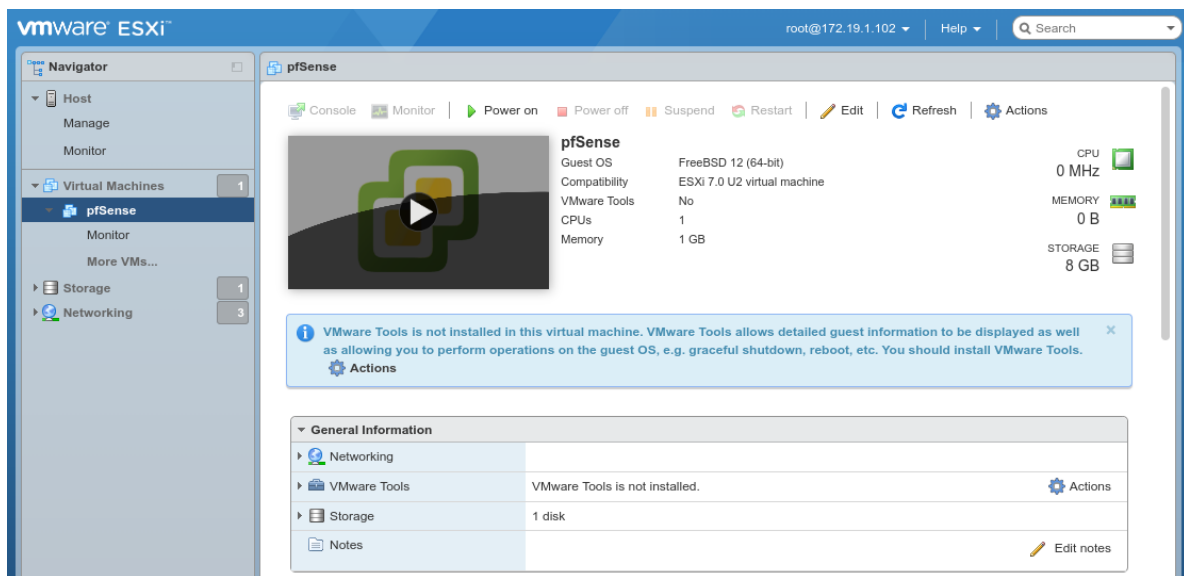 vmware ESXi™
root@172.19.1.102
Help
Search
Navigator
Host
Manage
Monitor
Virtual Machines
1
pfSense
Monitor
More VMs...
Storage
1
Networking
3
pfSense
Console
Monitor
Power on
Power off
Suspend
Restart
Edit
Refresh
Actions
pfSense
Guest OS FreeBSD 12 (64-bit)
Compatibility ESXi 7.0 U2 virtual machine
VMware Tools No
CPUs 1
Memory 1 GB
CPU
0 MHz
MEMORY
0 B
STORAGE
8 GB
VMware Tools is not installed in this virtual machine. VMware Tools allows detailed guest information to be displayed as well
as allowing you to perform operations on the guest OS, e.g. graceful shutdown, reboot, etc. You should install VMware Tools.
Actions
General Information
Networking
VMware Tools VMware Tools is not installed. Actions
Storage 1 disk
Notes Edit notes